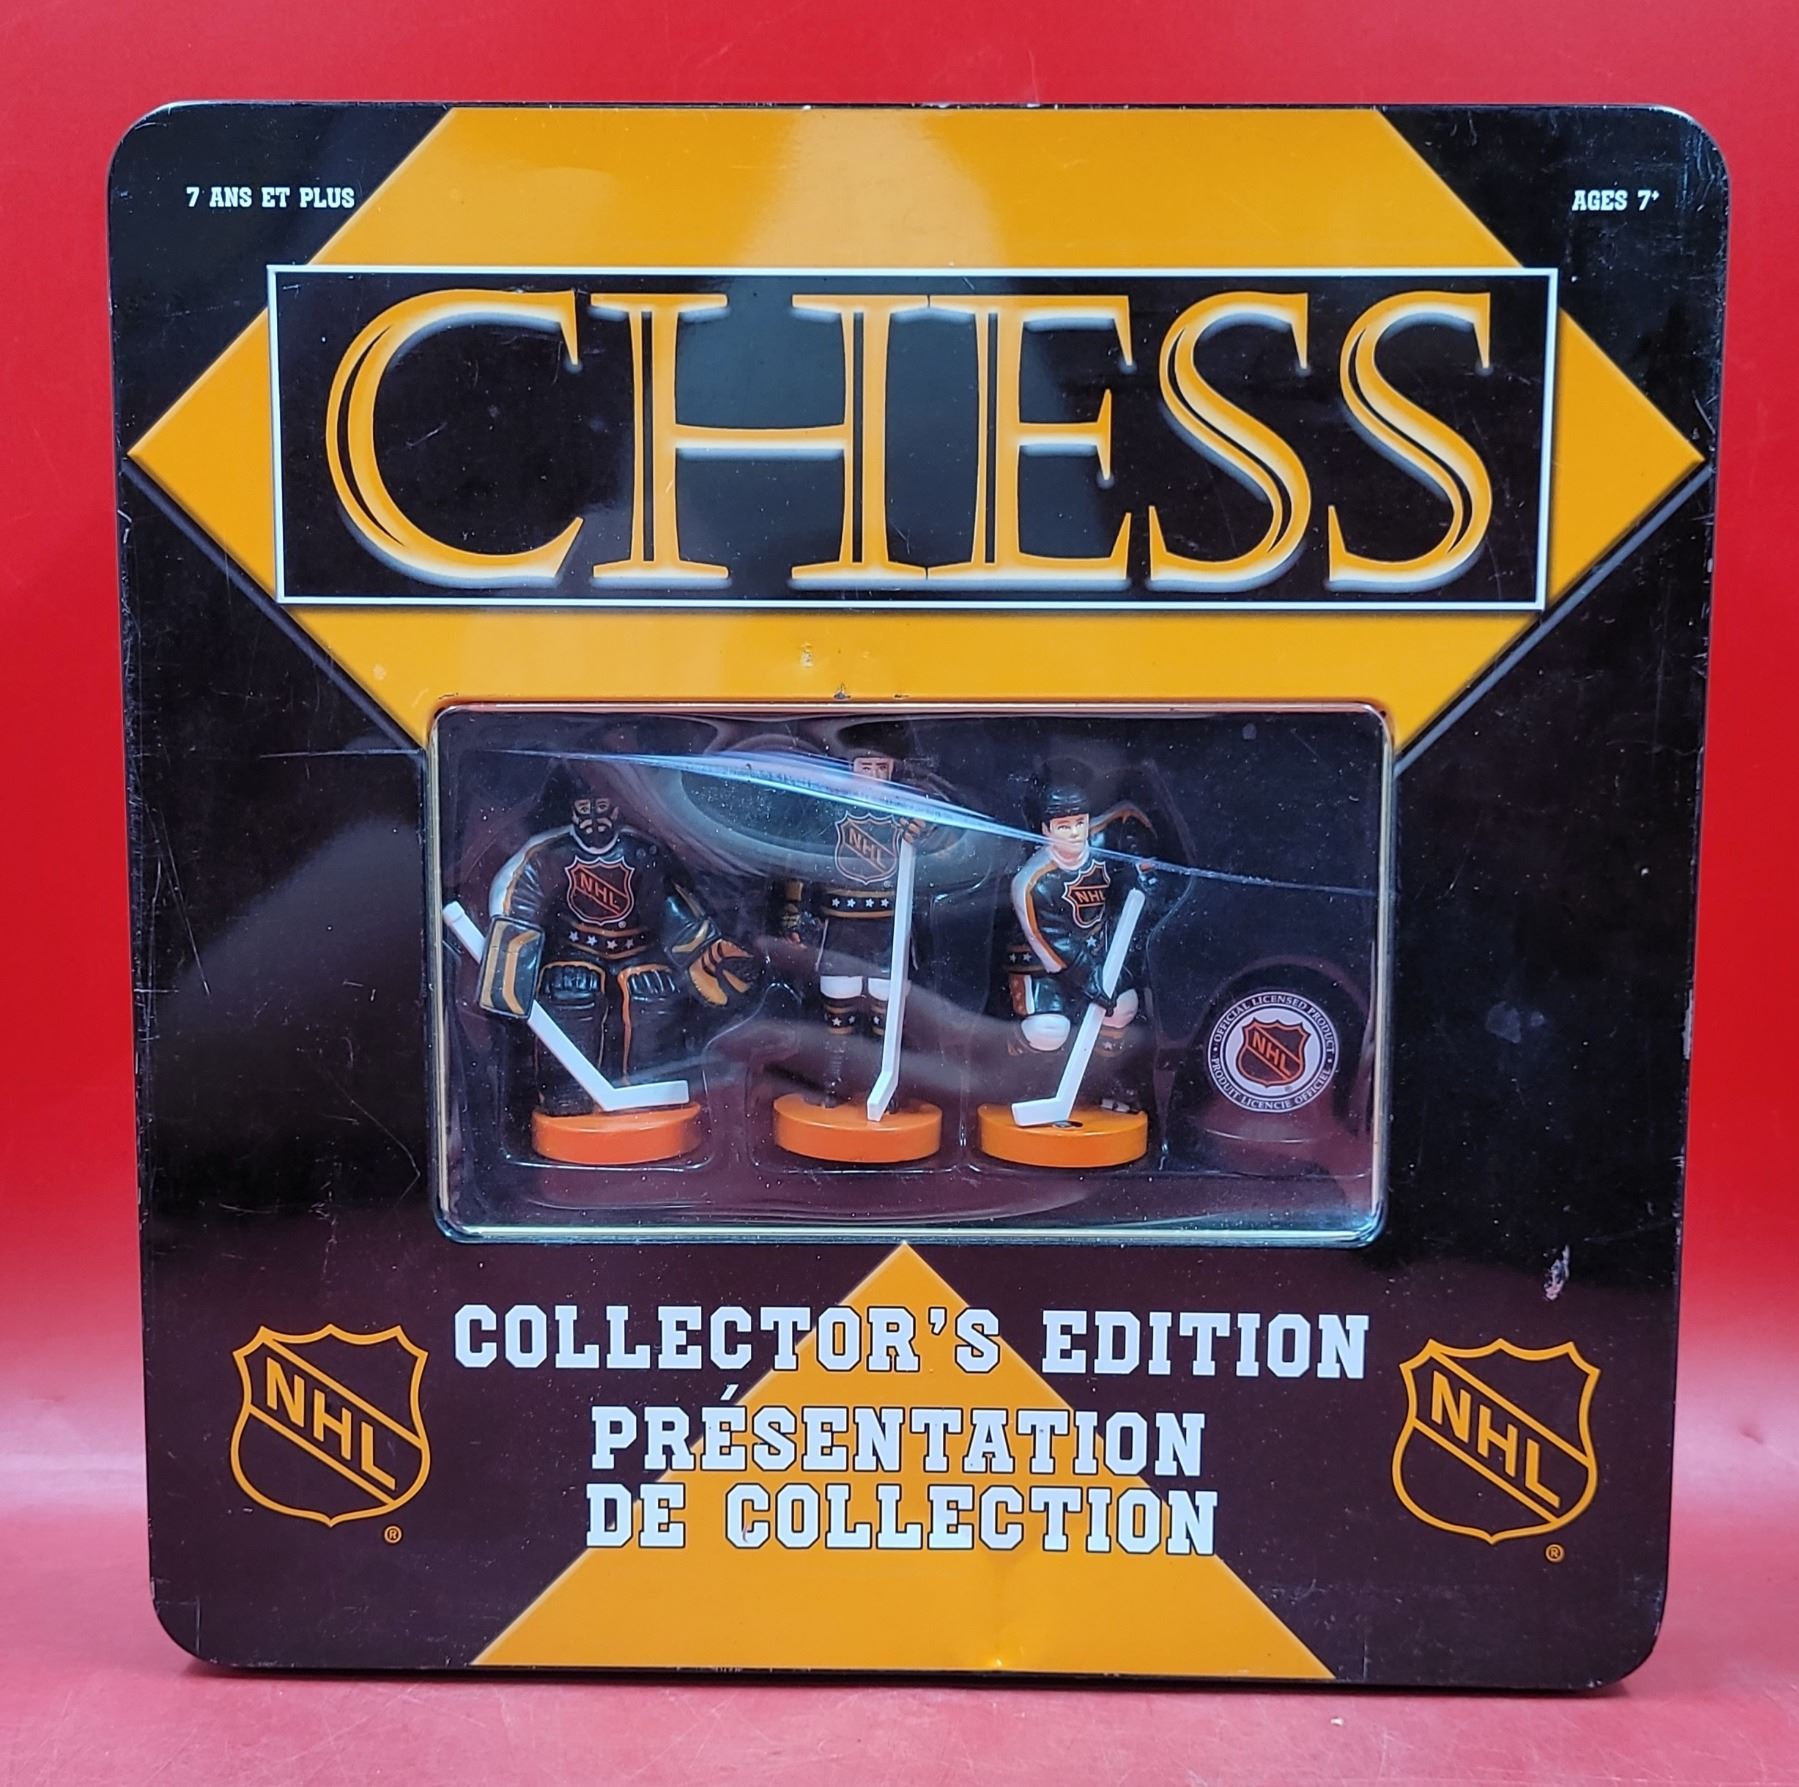 7 ANS ET PLUS
AGES 7+
CHESS
NHL
NHL
NHL
OFFICIAL LICENSED PRODUCT
NHL
PRODUIT LICENCIE OFFICIEL
COLLECTOR'S EDITION
PRÉSENTATION
DE COLLECTION
NHL
®
NHL
®